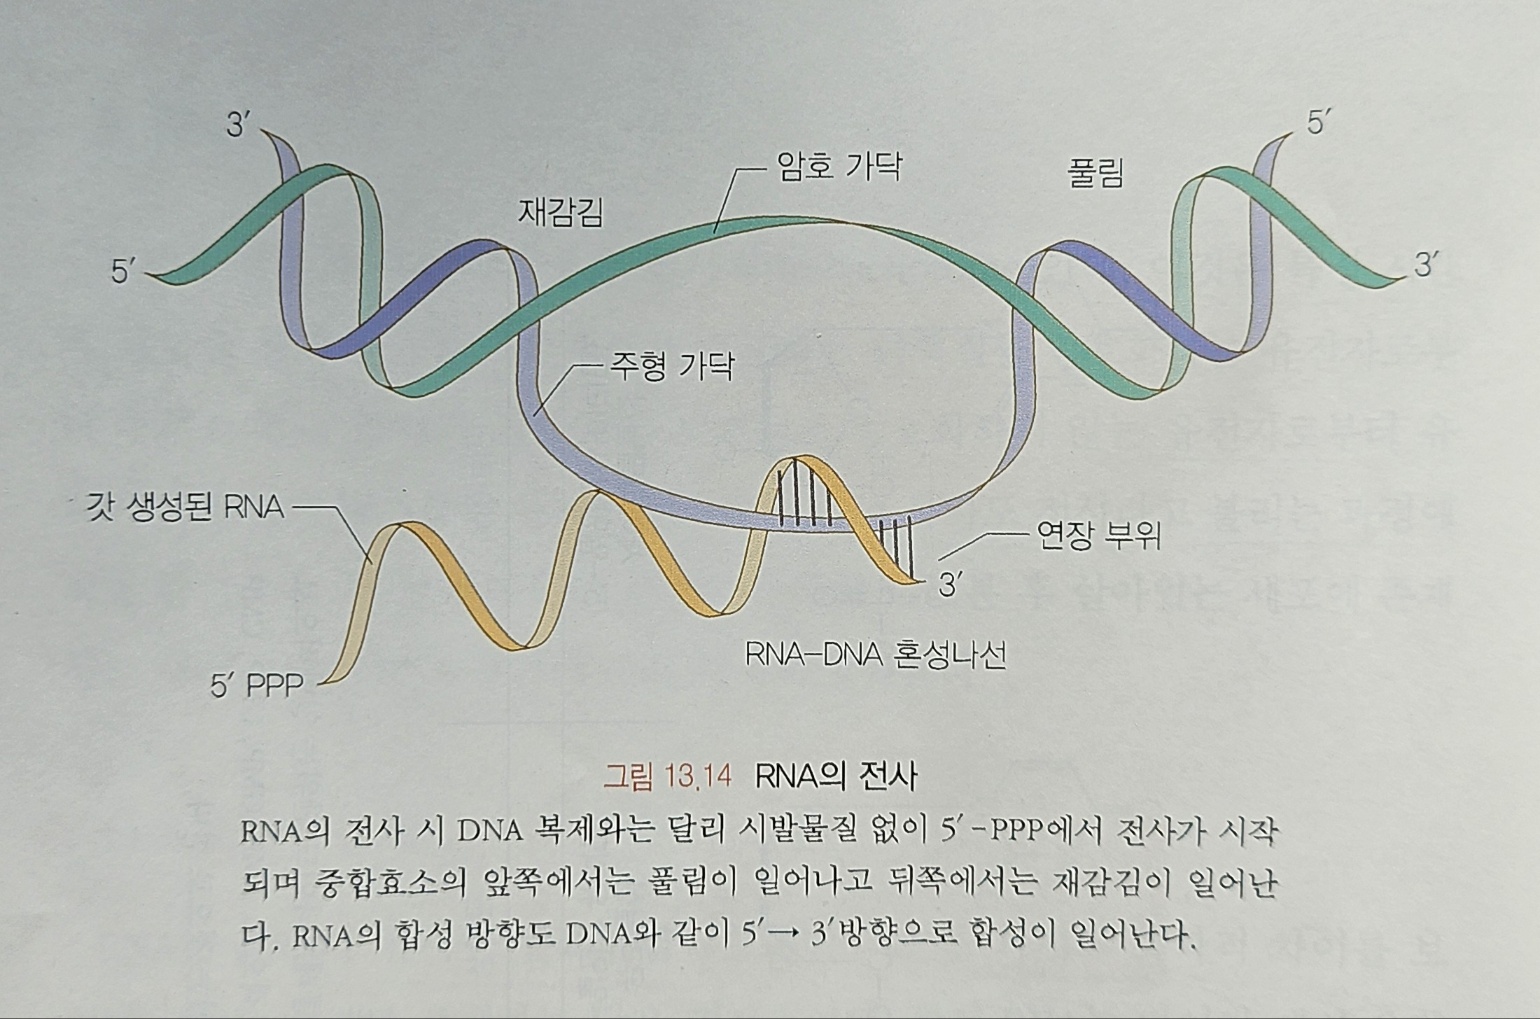 3′
5′
암호 가닥
풀림
재감김
5′
3′
주형 가닥
갓 생성된 RNA
연장 부위
3′
RNA–DNA 혼성나선
5′ PPP
그림 13.14 RNA의 전사
RNA의 전사 시 DNA 복제와는 달리 시발물질 없이 5′-PPP에서 전사가 시작
되며 중합효소의 앞쪽에서는 풀림이 일어나고 뒤쪽에서는 재감김이 일어난
다. RNA의 합성 방향도 DNA와 같이 5′→ 3′방향으로 합성이 일어난다.